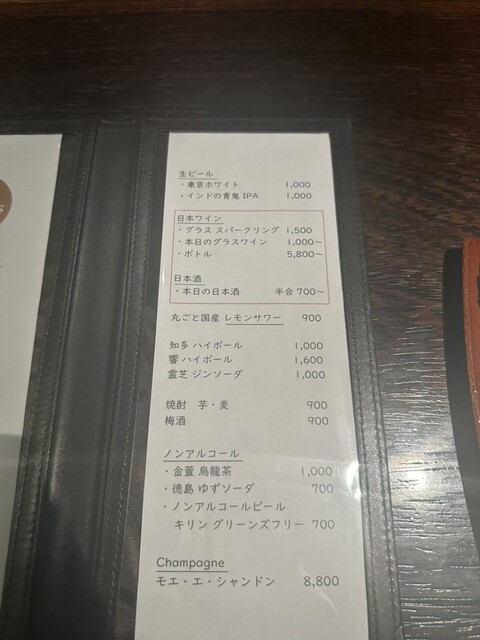 生ビール
・東京ホワイト 1,000
・インドの青鬼 IPA 1,000
日本ワイン
・グラス スパークリング 1,500
・本日のグラスワイン 1,000～
・ボトル 5,800～
日本酒
・本日の日本酒 半合 700～
丸ごと国産 レモンサワー 900
知多 ハイボール 1,000
響 ハイボール 1,600
霊芝 ジンソーダ 1,000
焼酎 芋・麦 900
梅酒 900
ノンアルコール
・金萱 烏龍茶 1,000
・徳島 ゆずソーダ 700
・ノンアルコールビール
キリン グリーンズフリー 700
Champagne
モエ・エ・シャンドン 8,800